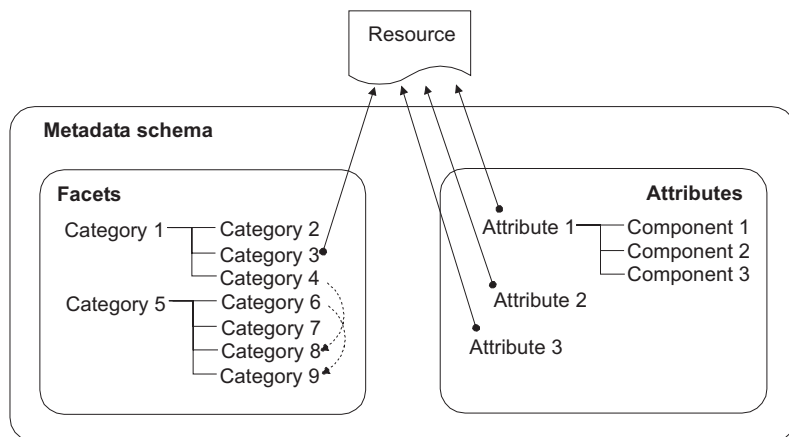 Resource
Metadata schema
Facets
Category 1
Category 2
Category 3
Category 4
Category 5
Category 6
Category 7
Category 8
Category 9
Attributes
Attribute 1
Component 1
Component 2
Component 3
Attribute 2
Attribute 3